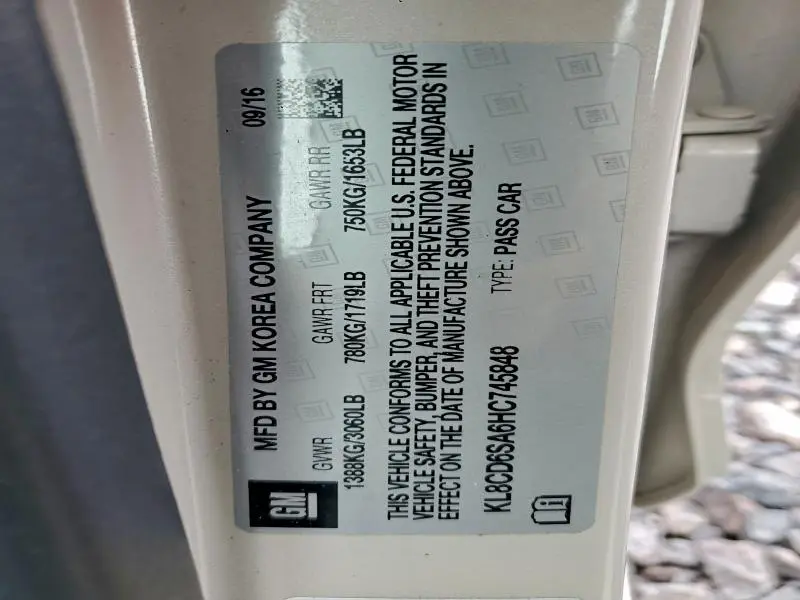 MFD BY GM KOREA COMPANY 09/16
GVWR GAWR FRT GAWR RR
1388KG/3060LB 780KG/1719LB 750KG/1653LB
THIS VEHICLE CONFORMS TO ALL APPLICABLE U.S. FEDERAL MOTOR
VEHICLE SAFETY, BUMPER, AND THEFT PREVENTION STANDARDS IN
EFFECT ON THE DATE OF MANUFACTURE SHOWN ABOVE.
KL8CD6SA6HC745848 TYPE: PASS CAR
GM